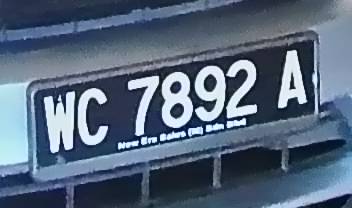 WC 7892 A
New Era Sales (M) Sdn Bhd